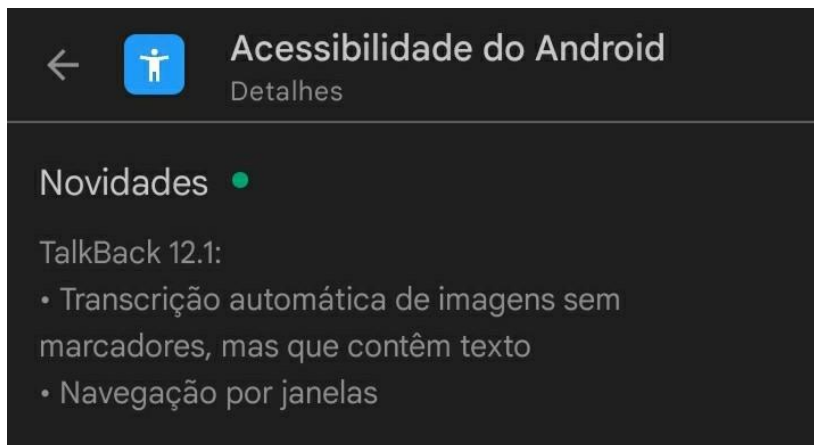 Acessibilidade do Android
Detalhes
Novidades
TalkBack 12.1:
• Transcrição automática de imagens sem
marcadores, mas que contêm texto
• Navegação por janelas